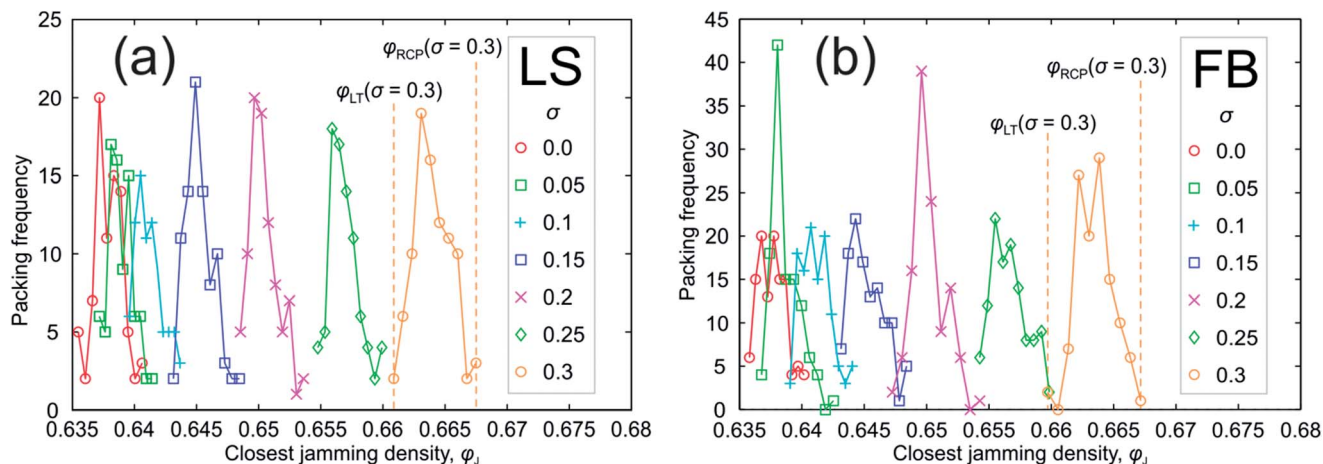 (a)
LS
φRCP(σ = 0.3)
φLT(σ = 0.3)
σ
0.0
0.05
0.1
0.15
0.2
0.25
0.3
Packing frequency
25
20
15
10
5
0
0.635 0.64 0.645 0.65 0.655 0.66 0.665 0.67 0.675 0.68
Closest jamming density, φJ
(b)
FB
φRCP(σ = 0.3)
φLT(σ = 0.3)
σ
0.0
0.05
0.1
0.15
0.2
0.25
0.3
Packing frequency
45
40
35
30
25
20
15
10
5
0
0.635 0.64 0.645 0.65 0.655 0.66 0.665 0.67 0.675 0.68
Closest jamming density, φJ